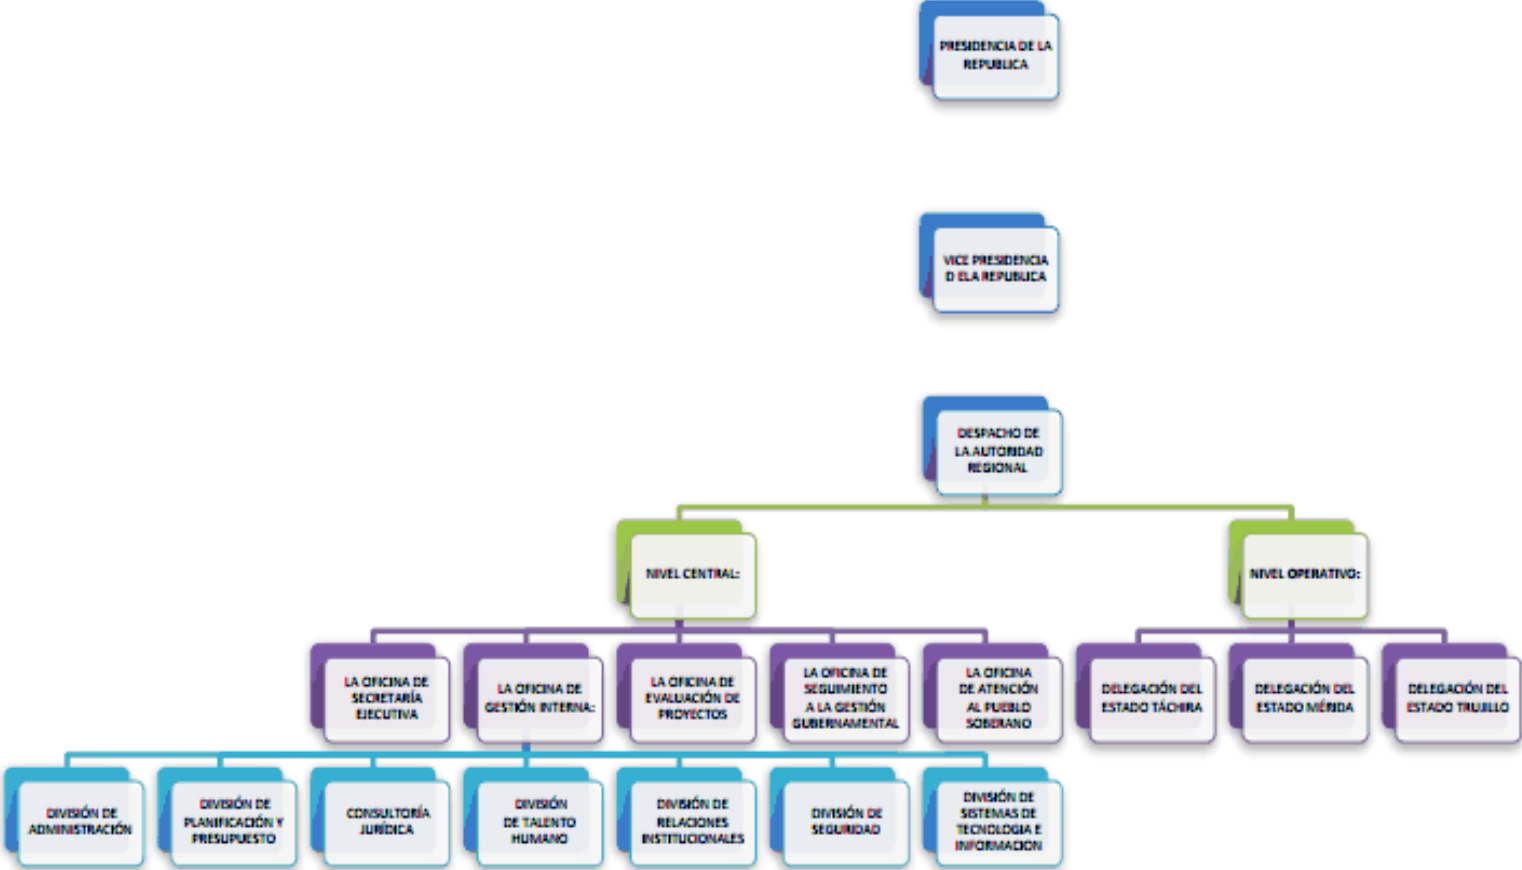 PRESIDENCIA DE LA
REPUBLICA
VICE PRESIDENCIA
D ELA REPUBLICA
DESPACHO DE
LA AUTORIDAD
REGIONAL
NIVEL CENTRAL:
NIVEL OPERATIVO:
LA OFICINA DE
SECRETARÍA
EJECUTIVA
LA OFICINA DE
GESTIÓN INTERNA:
LA OFICINA DE
EVALUACIÓN DE
PROYECTOS
LA OFICINA DE
SEGUIMIENTO
A LA GESTIÓN
GUBERNAMENTAL
LA OFICINA
DE ATENCIÓN
AL PUEBLO
SOBERANO
DELEGACIÓN DEL
ESTADO TÁCHIRA
DELEGACIÓN DEL
ESTADO MÉRIDA
DELEGACIÓN DEL
ESTADO TRUJILLO
DIVISIÓN DE
ADMINISTRACIÓN
DIVISIÓN DE
PLANIFICACIÓN Y
PRESUPUESTO
CONSULTORÍA
JURÍDICA
DIVISIÓN
DE TALENTO
HUMANO
DIVISIÓN DE
RELACIONES
INSTITUCIONALES
DIVISIÓN DE
SEGURIDAD
DIVISIÓN DE
SISTEMAS DE
TECNOLOGIA E
INFORMACION